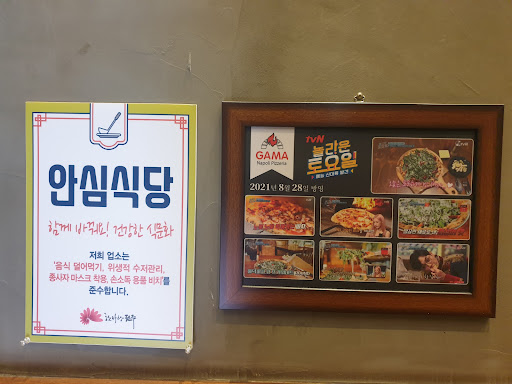 안심식당
함께 바꿔요! 건강한 식문화
저희 업소는
'음식 덜어먹기, 위생적 수저관리,
종사자 마스크 착용, 손소독 용품 비치'를
준수합니다.
GAMA
Napoli Pizzeria
tvN
놀라운
토요일
2021년 8월 28일 방영